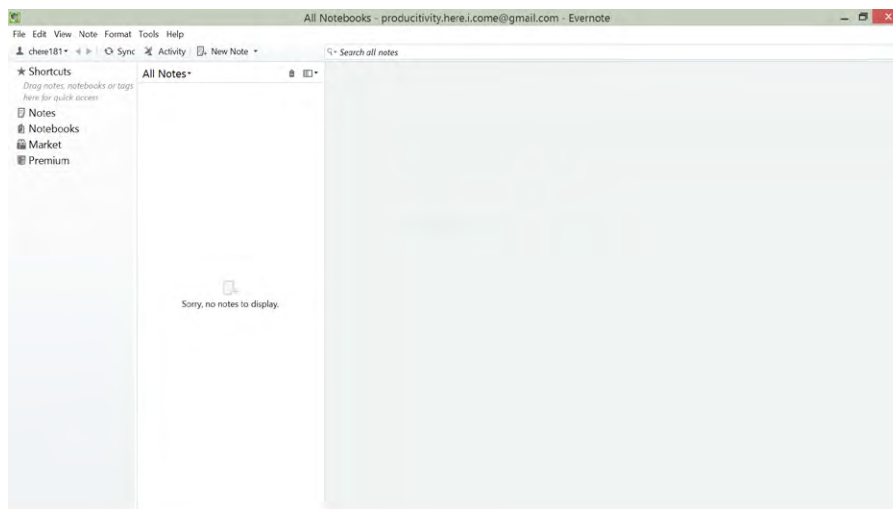 All Notebooks - producitivity.here.i.come@gmail.com - Evernote
File Edit View Note Format Tools Help
chere181 Sync Activity New Note Search all notes
Shortcuts
Drag notes, notebooks or tags
here for quick access
Notes
Notebooks
Market
Premium
All Notes
Sorry, no notes to display.